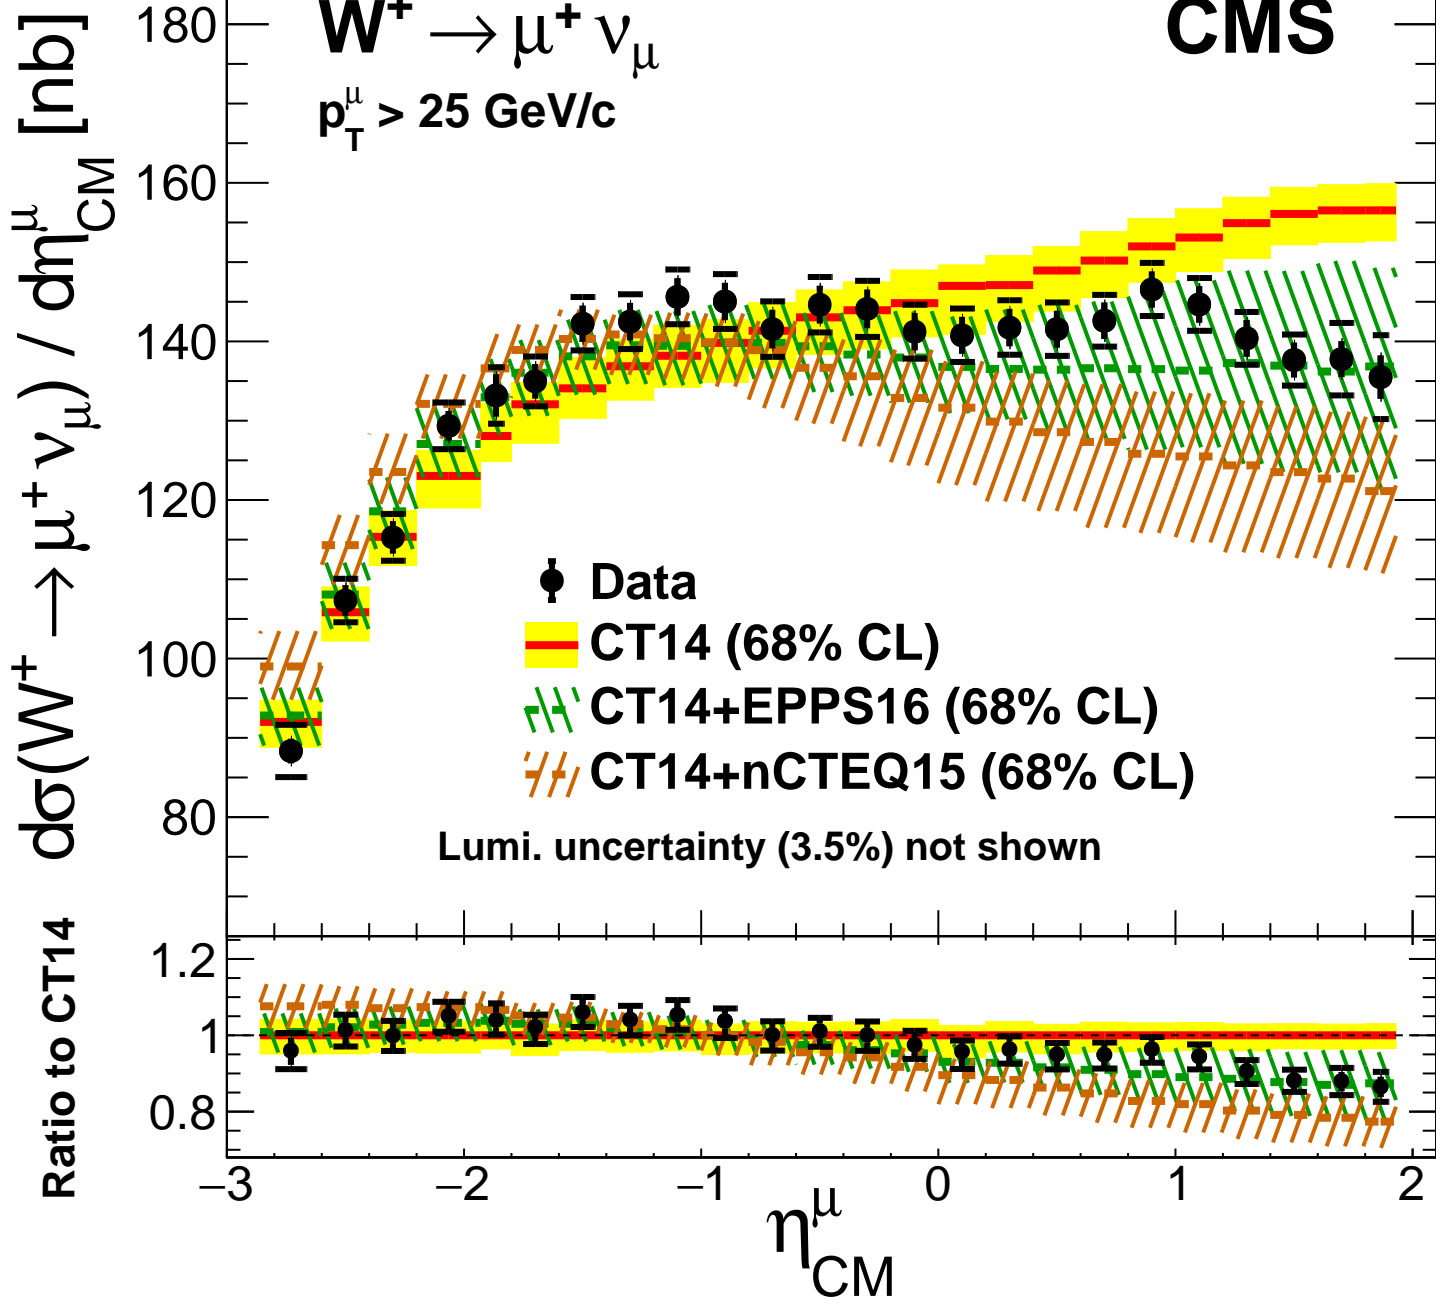 W⁺ → μ⁺ ν_μ
CMS
p_T^μ > 25 GeV/c
dσ(W⁺ → μ⁺ ν_μ) / dη_CM^μ [nb]
180
160
140
120
100
80
Data
CT14 (68% CL)
CT14+EPPS16 (68% CL)
CT14+nCTEQ15 (68% CL)
Lumi. uncertainty (3.5%) not shown
Ratio to CT14
1.2
1
0.8
−3 −2 −1 0 1 2
η_CM^μ